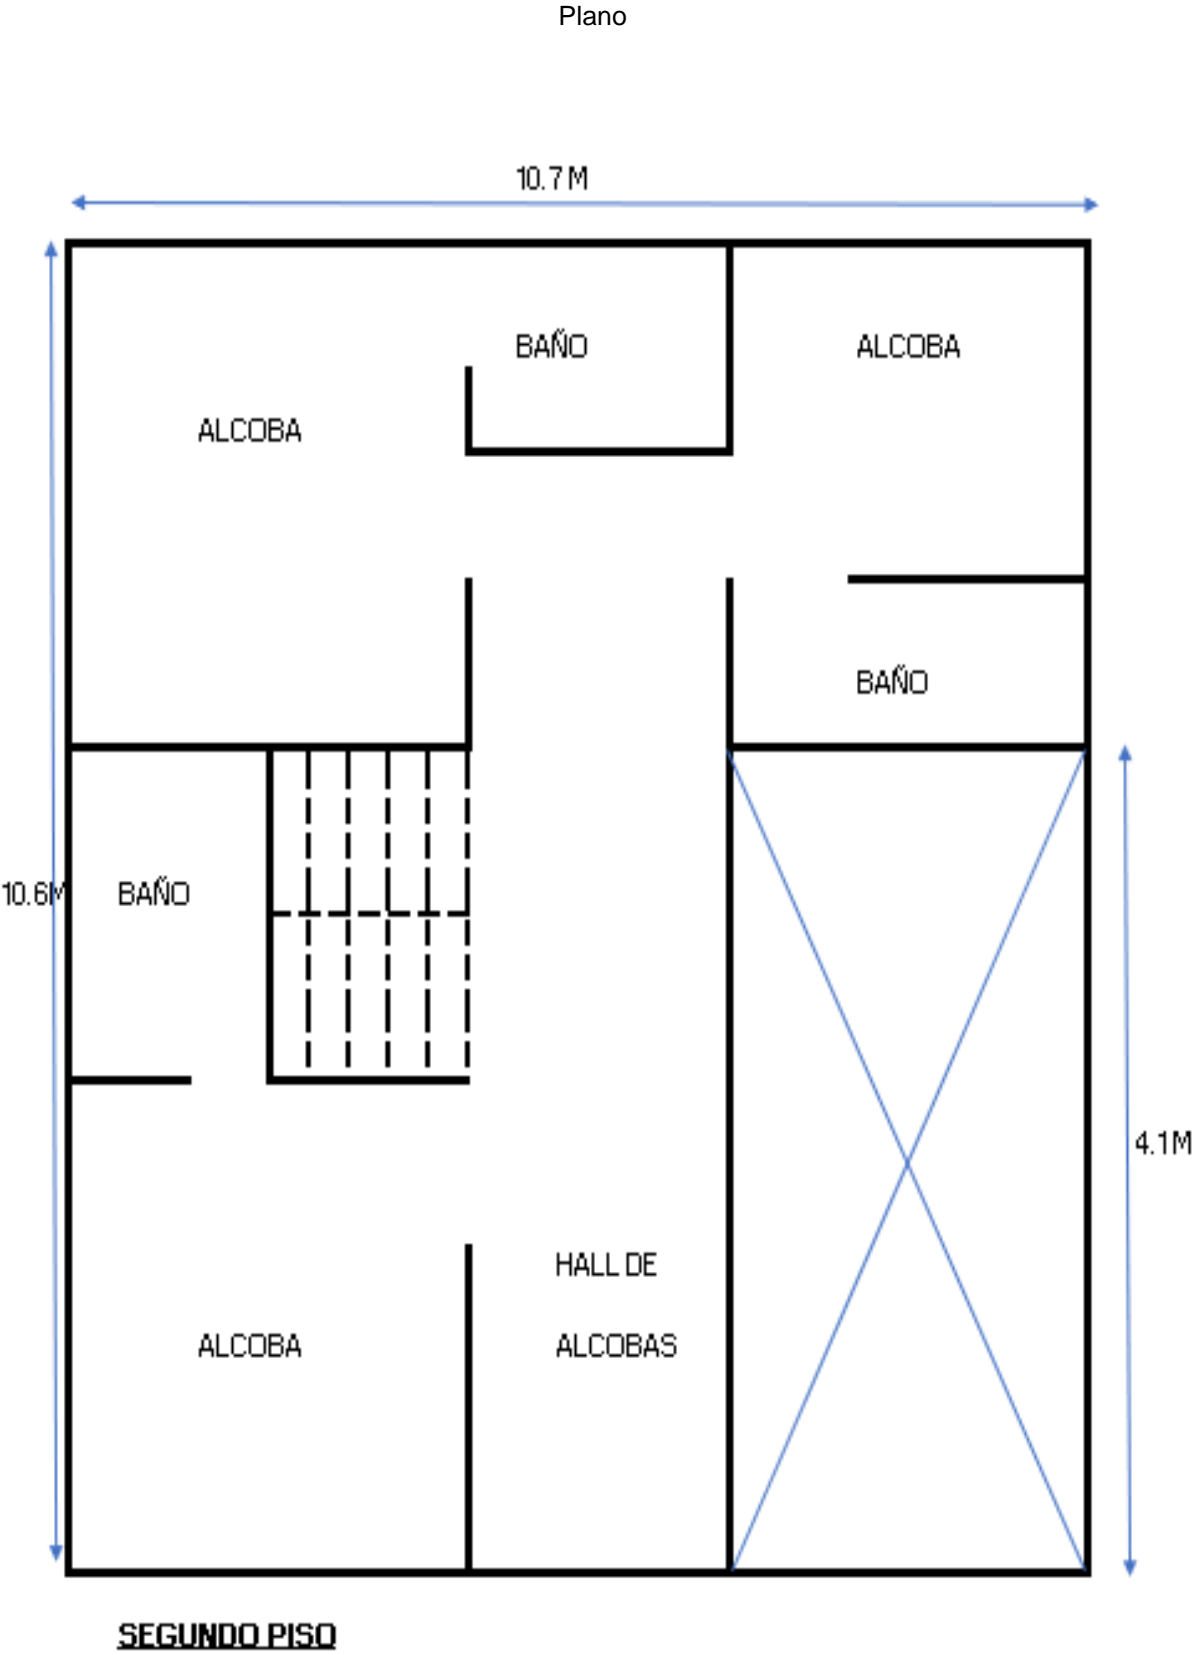 Plano
10.7 M
BAÑO
ALCOBA
ALCOBA
BAÑO
10.6M
BAÑO
4.1M
HALL DE
ALCOBA
ALCOBAS
SEGUNDO PISO